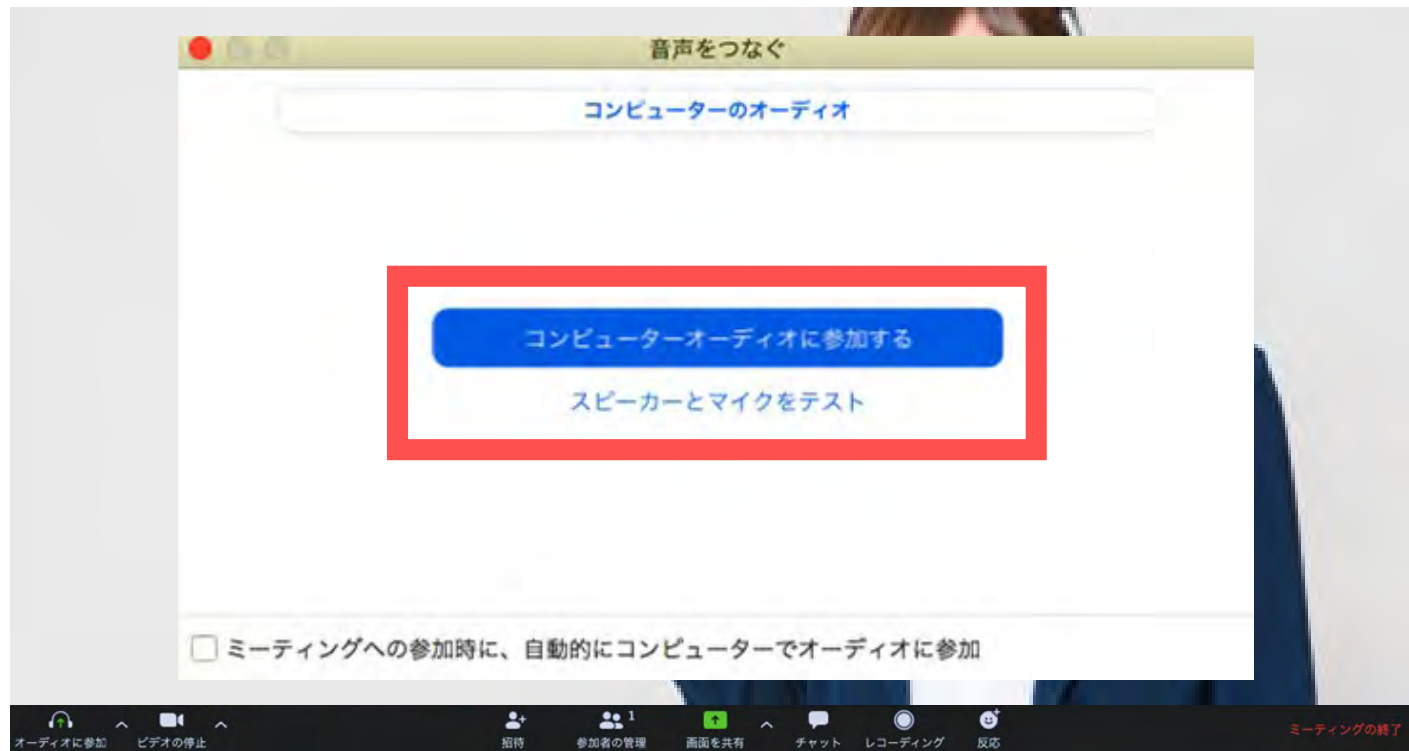 音声をつなぐ
コンピューターのオーディオ
コンピューターオーディオに参加する
スピーカーとマイクをテスト
ミーティングへの参加時に、自動的にコンピューターでオーディオに参加
1
オーディオに参加 ビデオの停止 招待 参加者の管理 画面を共有 チャット レコーディング 反応 ミーティングの終了